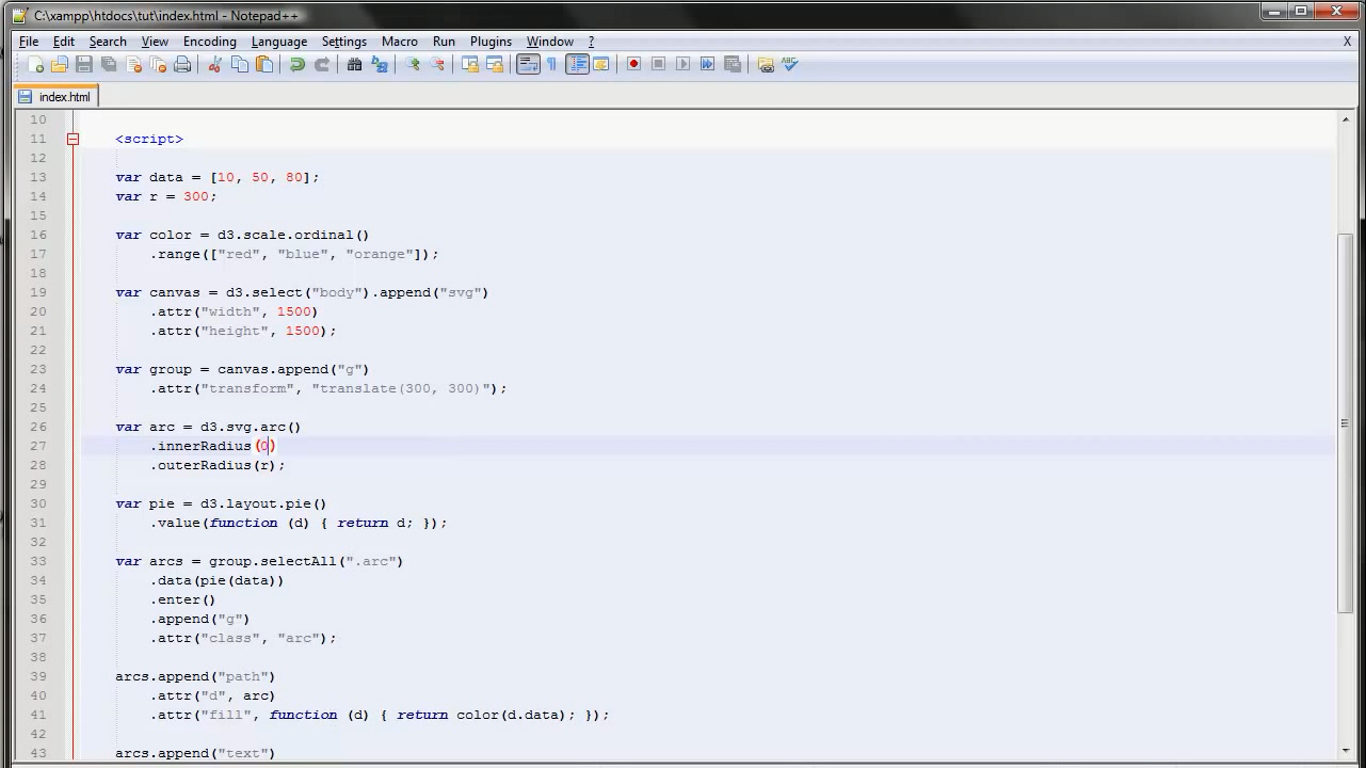 C:\xampp\htdocs\tut\index.html - Notepad++
File Edit Search View Encoding Language Settings Macro Run Plugins Window ? X
index.html
10
11 <script>
12
13 var data = [10, 50, 80];
14 var r = 300;
15
16 var color = d3.scale.ordinal()
17 .range(["red", "blue", "orange"]);
18
19 var canvas = d3.select("body").append("svg")
20 .attr("width", 1500)
21 .attr("height", 1500);
22
23 var group = canvas.append("g")
24 .attr("transform", "translate(300, 300)");
25
26 var arc = d3.svg.arc()
27 .innerRadius(0)
28 .outerRadius(r);
29
30 var pie = d3.layout.pie()
31 .value(function (d) { return d; });
32
33 var arcs = group.selectAll(".arc")
34 .data(pie(data))
35 .enter()
36 .append("g")
37 .attr("class", "arc");
38
39 arcs.append("path")
40 .attr("d", arc)
41 .attr("fill", function (d) { return color(d.data); });
42
43 arcs.append("text")